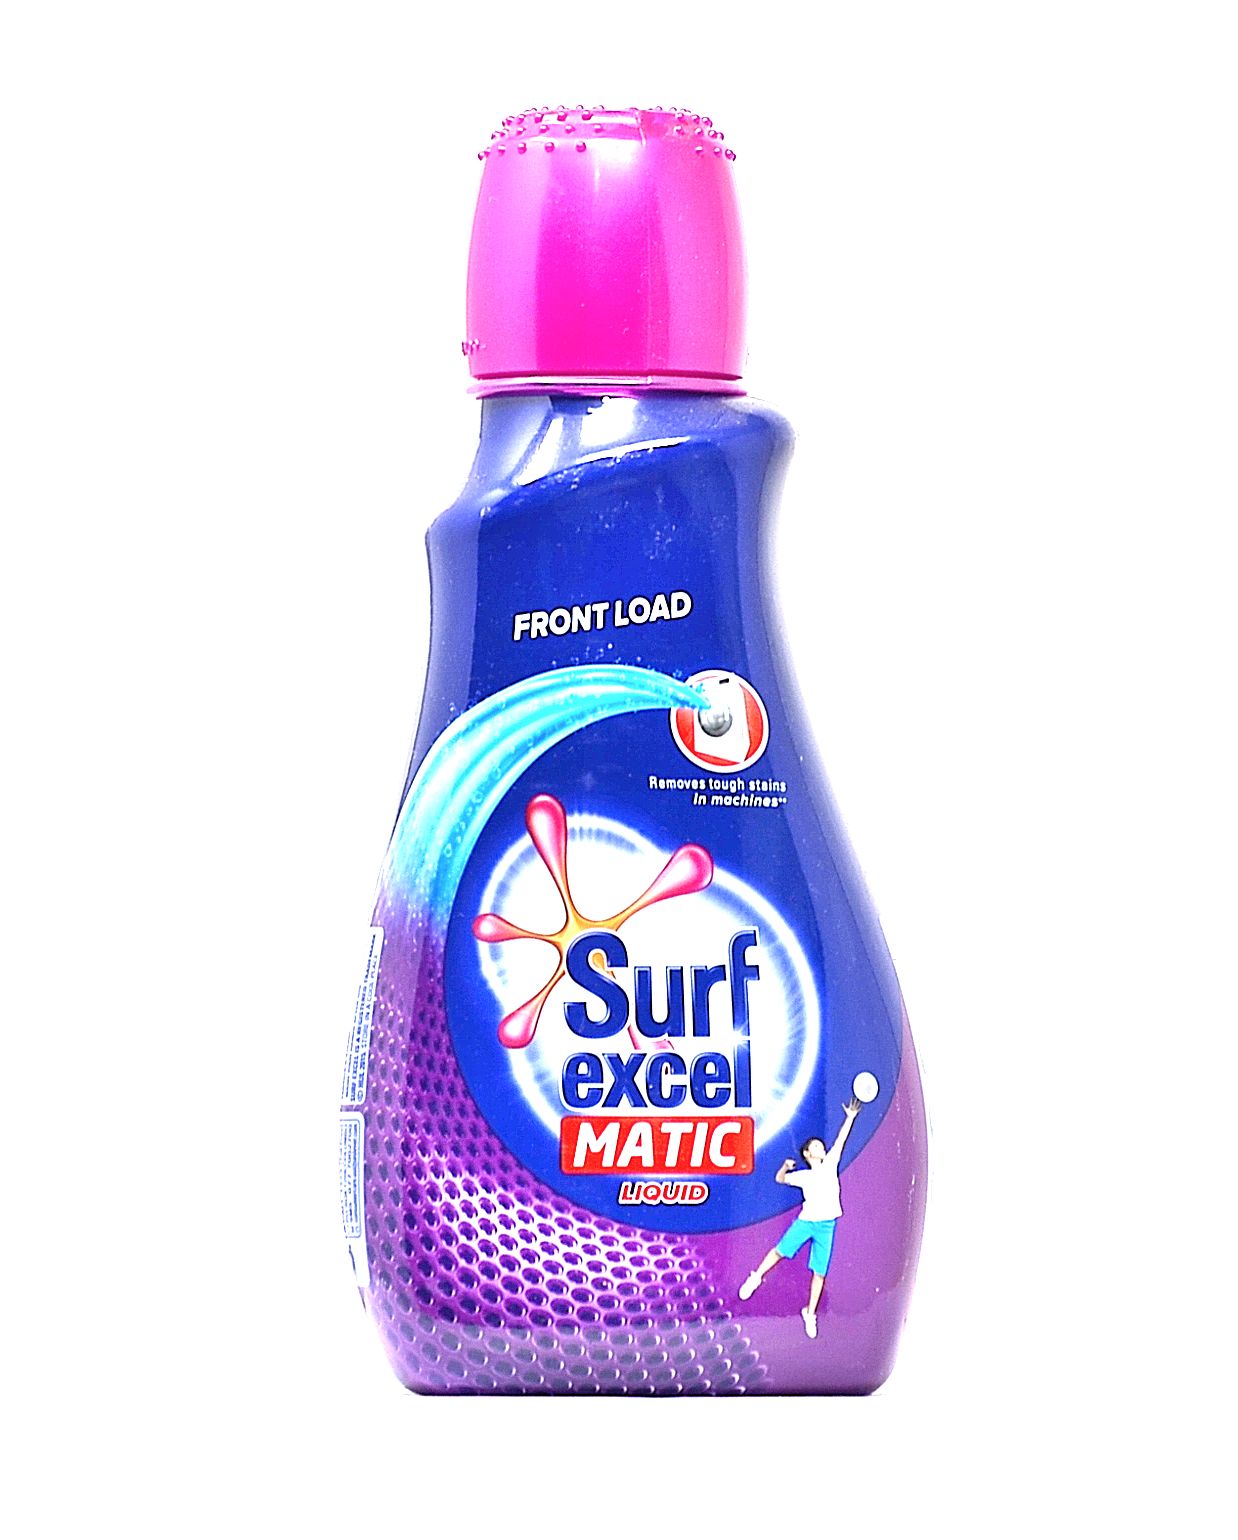 FRONT LOAD
Removes tough stains
in machines**
Surf
excel
MATIC
LIQUID